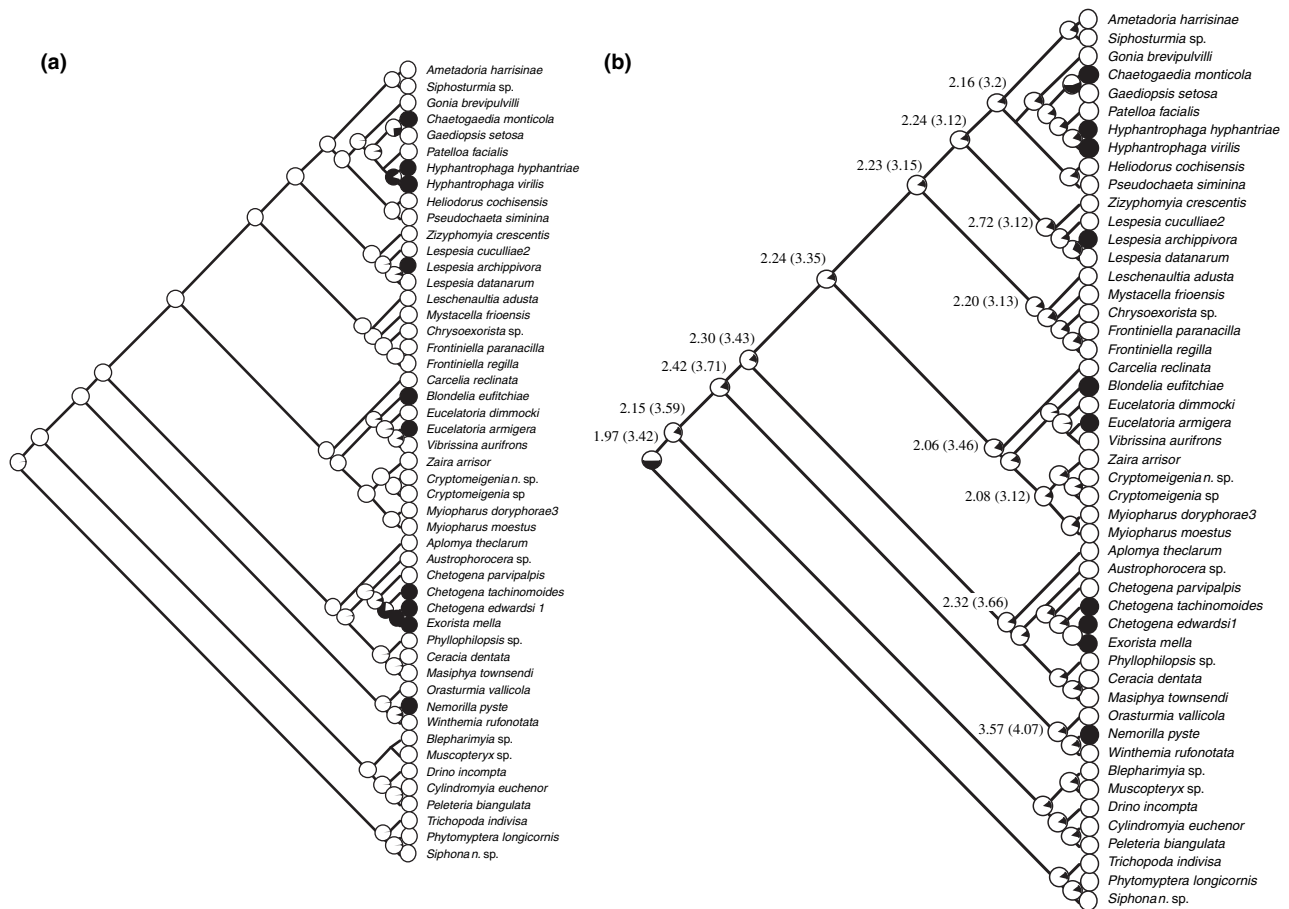 (a)
Ametadoria harrisinae
Siphosturmia sp.
Gonia brevipulvilli
Chaetogaedia monticola
Gaediopsis setosa
Patelloa facialis
Hyphantrophaga hyphantriae
Hyphantrophaga virilis
Heliodorus cochisensis
Pseudochaeta siminina
Zizyphomyia crescentis
Lespesia cuculliae2
Lespesia archippivora
Lespesia datanarum
Leschenaultia adusta
Mystacella frioensis
Chrysoexorista sp.
Frontiniella paranacilla
Frontiniella regilla
Carcelia reclinata
Blondelia eufitchiae
Eucelatoria dimmocki
Eucelatoria armigera
Vibrissina aurifrons
Zaira arrisor
Cryptomeigenia n. sp.
Cryptomeigenia sp
Myiopharus doryphorae3
Myiopharus moestus
Aplomya theclarum
Austrophorocera sp.
Chetogena parvipalpis
Chetogena tachinomoides
Chetogena edwardsi 1
Exorista mella
Phyllophilopsis sp.
Ceracia dentata
Masiphya townsendi
Orasturmia vallicola
Nemorilla pyste
Winthemia rufonotata
Blepharimyia sp.
Muscopteryx sp.
Drino incompta
Cylindromyia euchenor
Peleteria biangulata
Trichopoda indivisa
Phytomyptera longicornis
Siphona n. sp.
(b)
2.16 (3.2)
2.24 (3.12)
2.23 (3.15)
2.72 (3.12)
2.24 (3.35)
2.20 (3.13)
2.30 (3.43)
2.42 (3.71)
2.15 (3.59)
1.97 (3.42)
2.06 (3.46)
2.08 (3.12)
2.32 (3.66)
3.57 (4.07)
Ametadoria harrisinae
Siphosturmia sp.
Gonia brevipulvilli
Chaetogaedia monticola
Gaediopsis setosa
Patelloa facialis
Hyphantrophaga hyphantriae
Hyphantrophaga virilis
Heliodorus cochisensis
Pseudochaeta siminina
Zizyphomyia crescentis
Lespesia cuculliae2
Lespesia archippivora
Lespesia datanarum
Leschenaultia adusta
Mystacella frioensis
Chrysoexorista sp.
Frontiniella paranacilla
Frontiniella regilla
Carcelia reclinata
Blondelia eufitchiae
Eucelatoria dimmocki
Eucelatoria armigera
Vibrissina aurifrons
Zaira arrisor
Cryptomeigenia n. sp.
Cryptomeigenia sp
Myiopharus doryphorae3
Myiopharus moestus
Aplomya theclarum
Austrophorocera sp.
Chetogena parvipalpis
Chetogena tachinomoides
Chetogena edwardsi1
Exorista mella
Phyllophilopsis sp.
Ceracia dentata
Masiphya townsendi
Orasturmia vallicola
Nemorilla pyste
Winthemia rufonotata
Blepharimyia sp.
Muscopteryx sp.
Drino incompta
Cylindromyia euchenor
Peleteria biangulata
Trichopoda indivisa
Phytomyptera longicornis
Siphona n. sp.